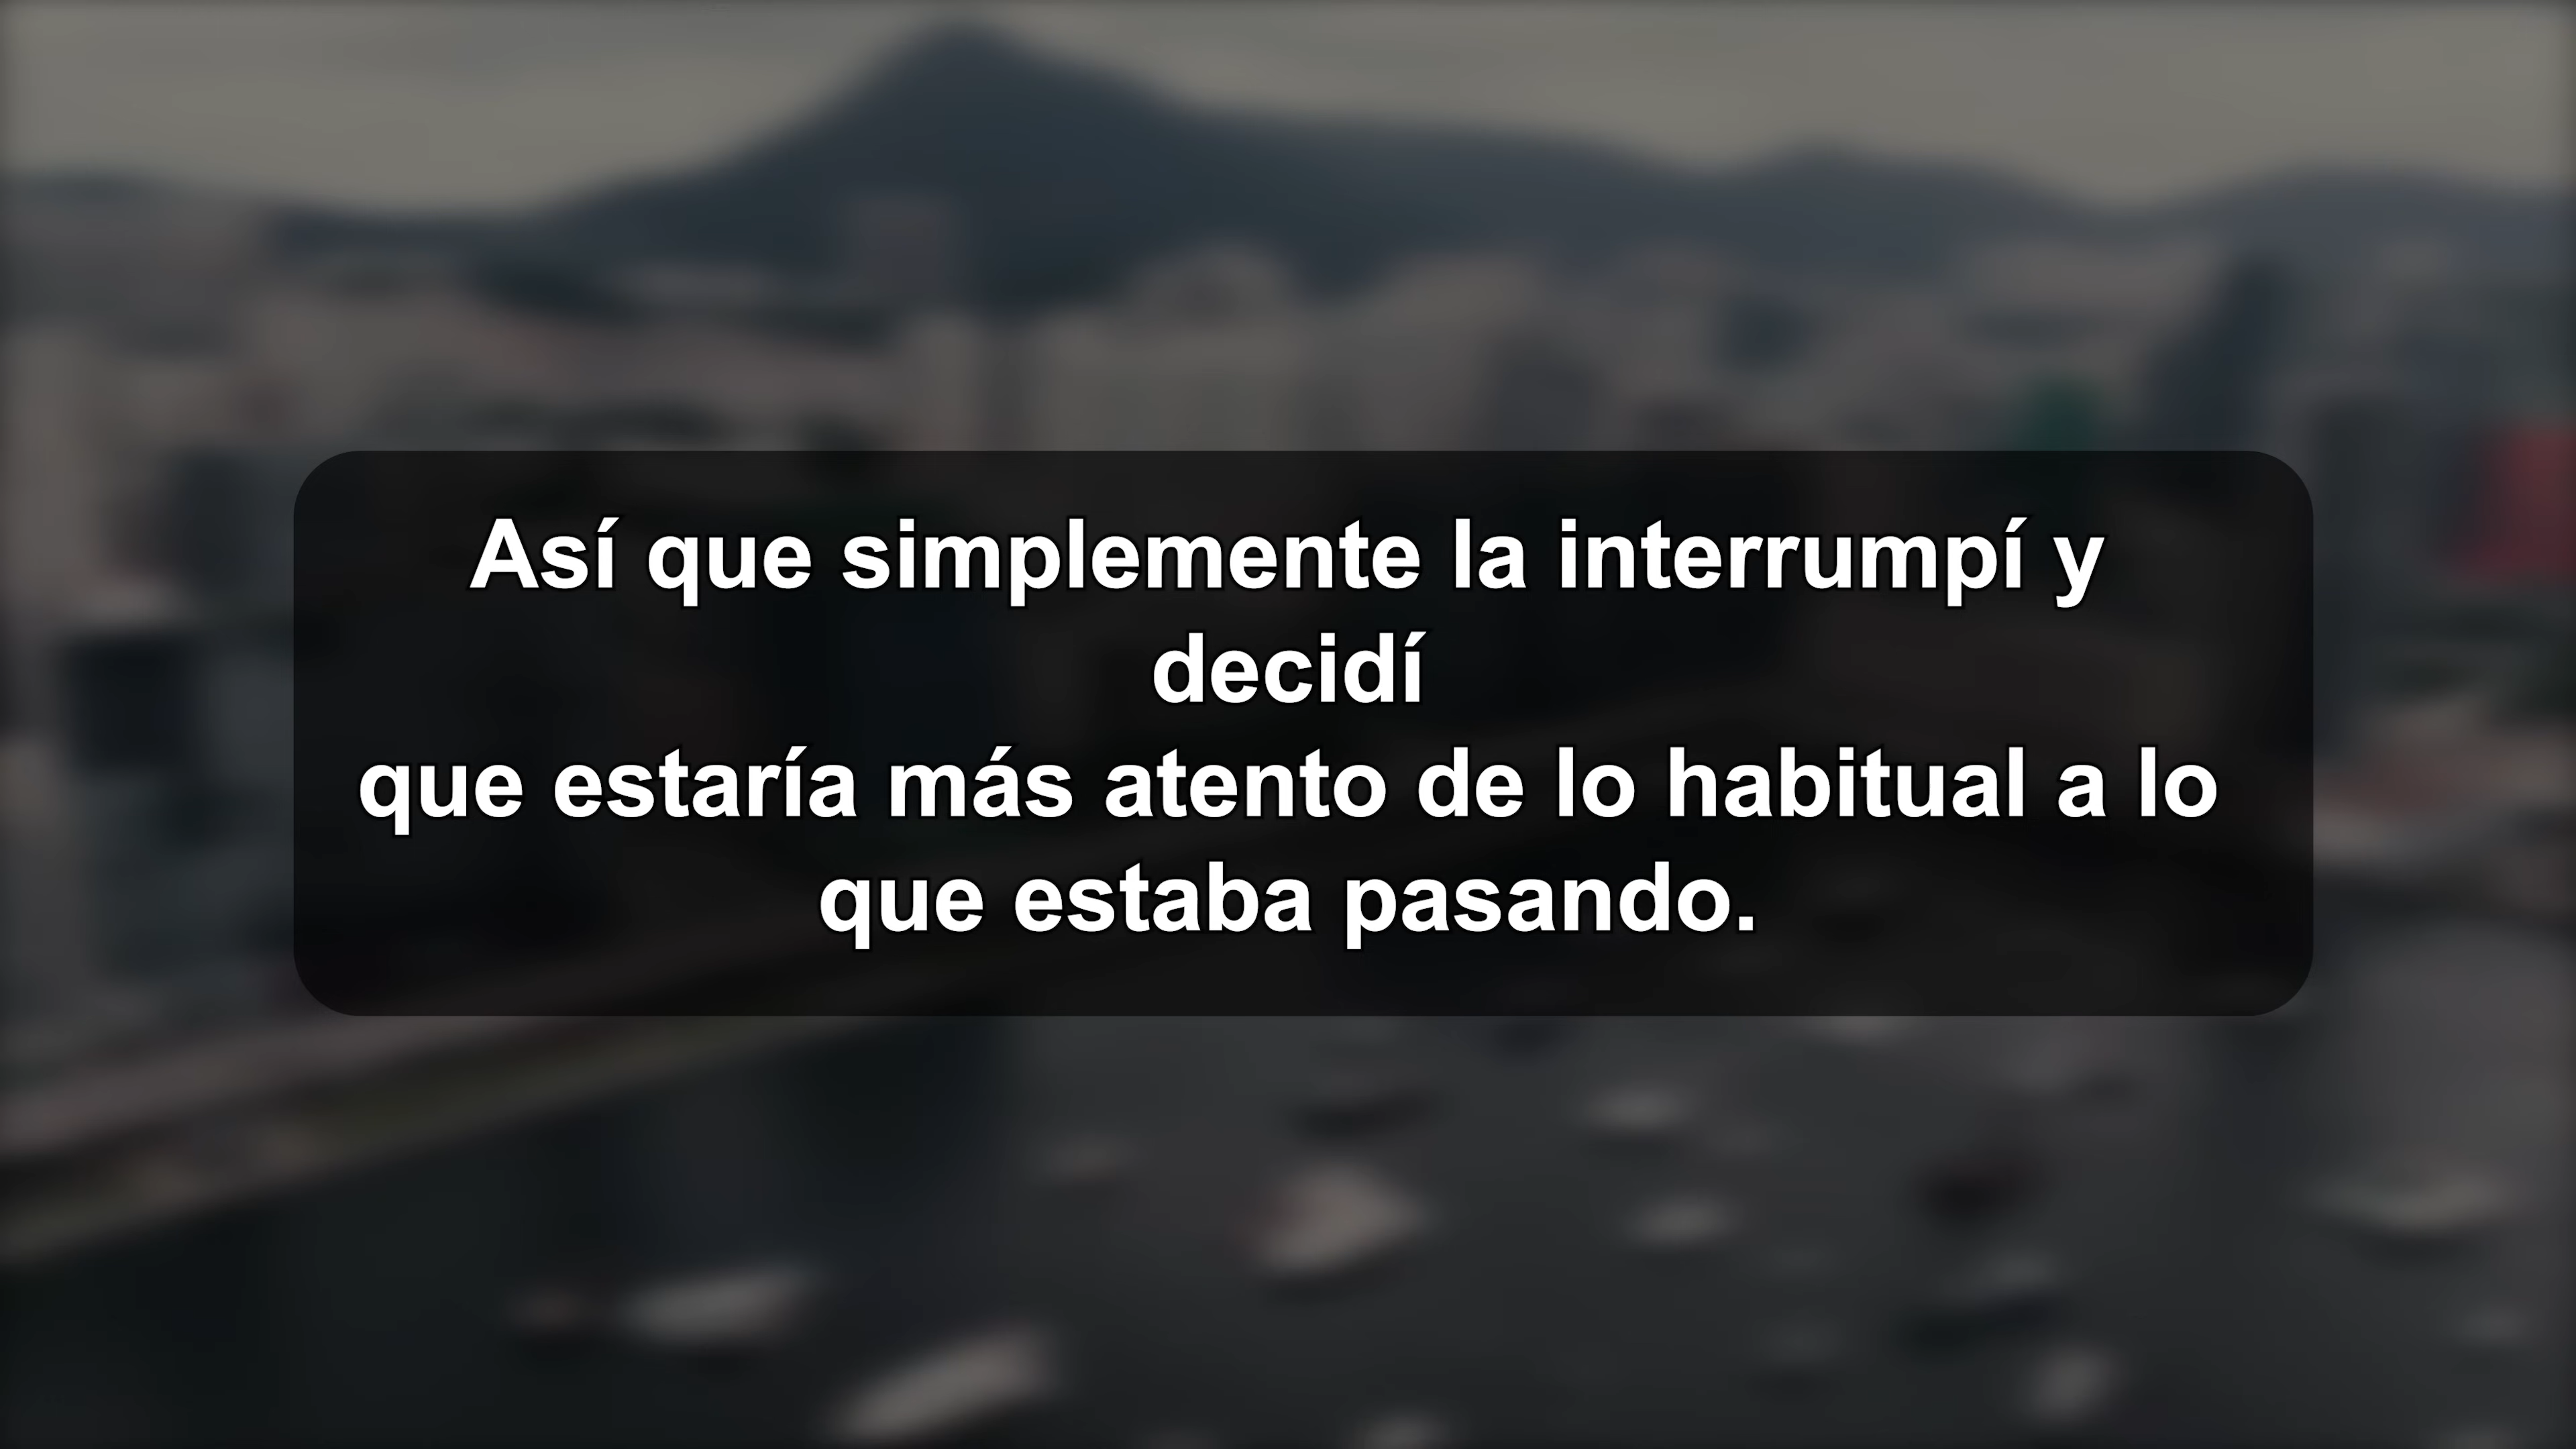 Así que simplemente la interrumpí y
decidí
que estaría más atento de lo habitual a lo
que estaba pasando.